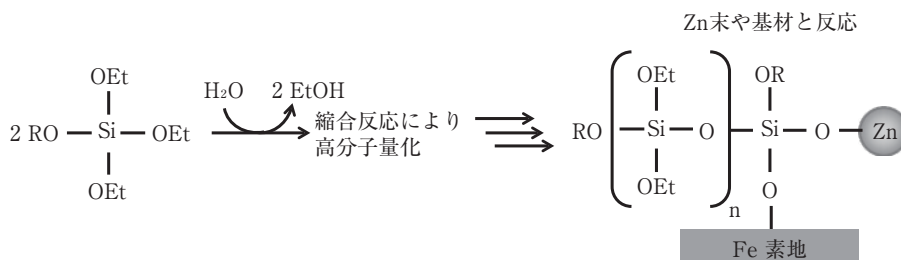 Zn末や基材と反応
OEt
2 RO Si OEt
OEt
H₂O 2 EtOH
縮合反応により
高分子量化
OEt OR
RO Si O Si O Zn
OEt O
n
Fe 素地